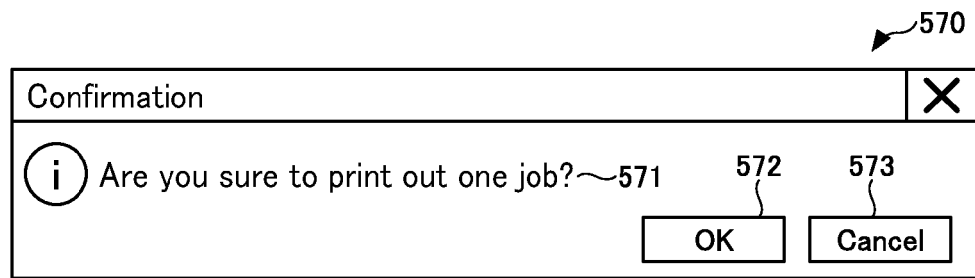 570
Confirmation
i Are you sure to print out one job? 571
572 573
OK Cancel